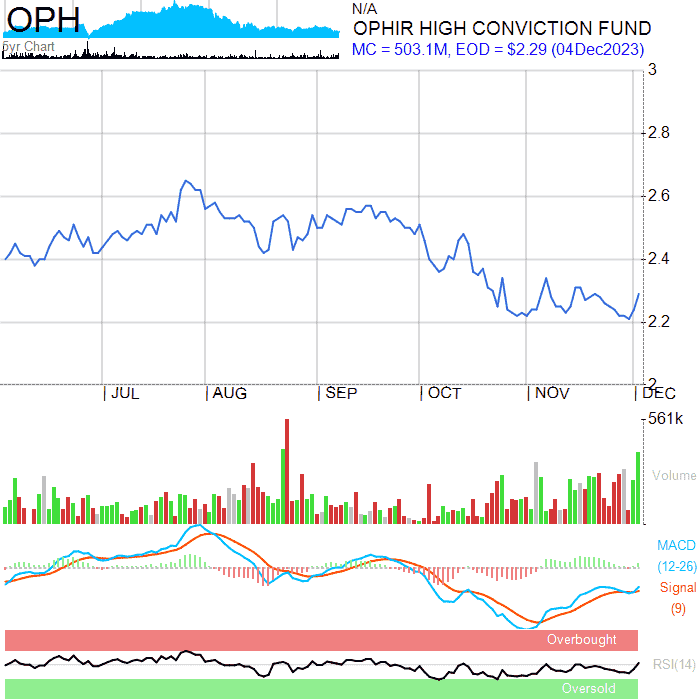 OPH
5yr Chart
N/A
OPHIR HIGH CONVICTION FUND
MC = 503.1M, EOD = $2.29 (04Dec2023)
3
2.8
2.6
2.4
2.2
2
JUL AUG SEP OCT NOV DEC
561k
Volume
MACD
(12-26)
Signal
(9)
Overbought
RSI(14)
Oversold